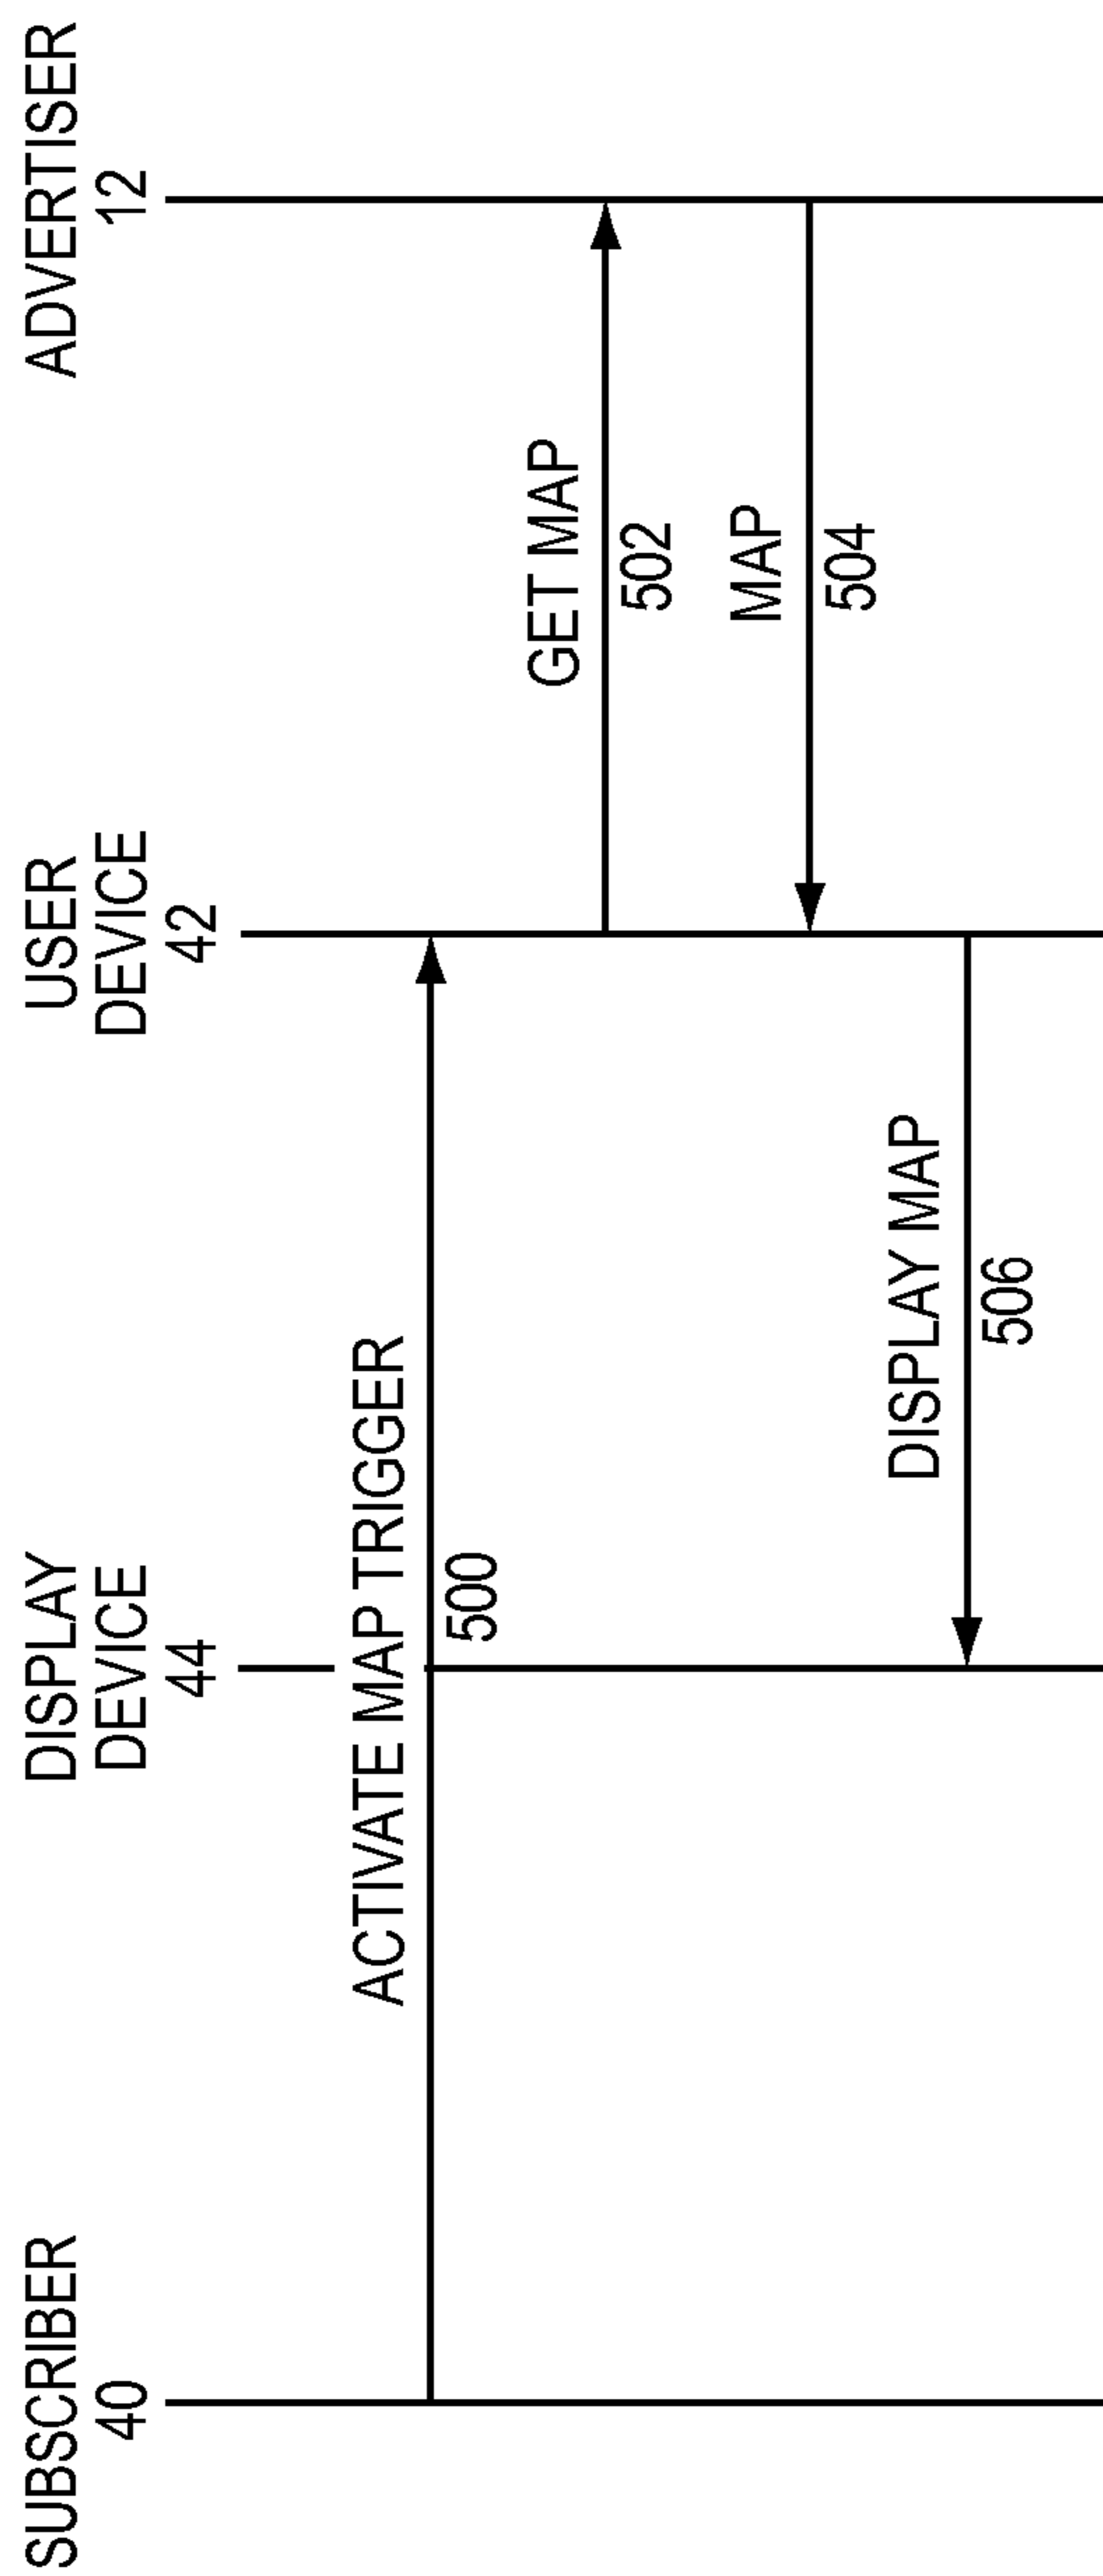 SUBSCRIBER
40
DISPLAY
DEVICE
44
USER
DEVICE
42
ADVERTISER
12
ACTIVATE MAP TRIGGER
500
GET MAP
502
MAP
504
DISPLAY MAP
506